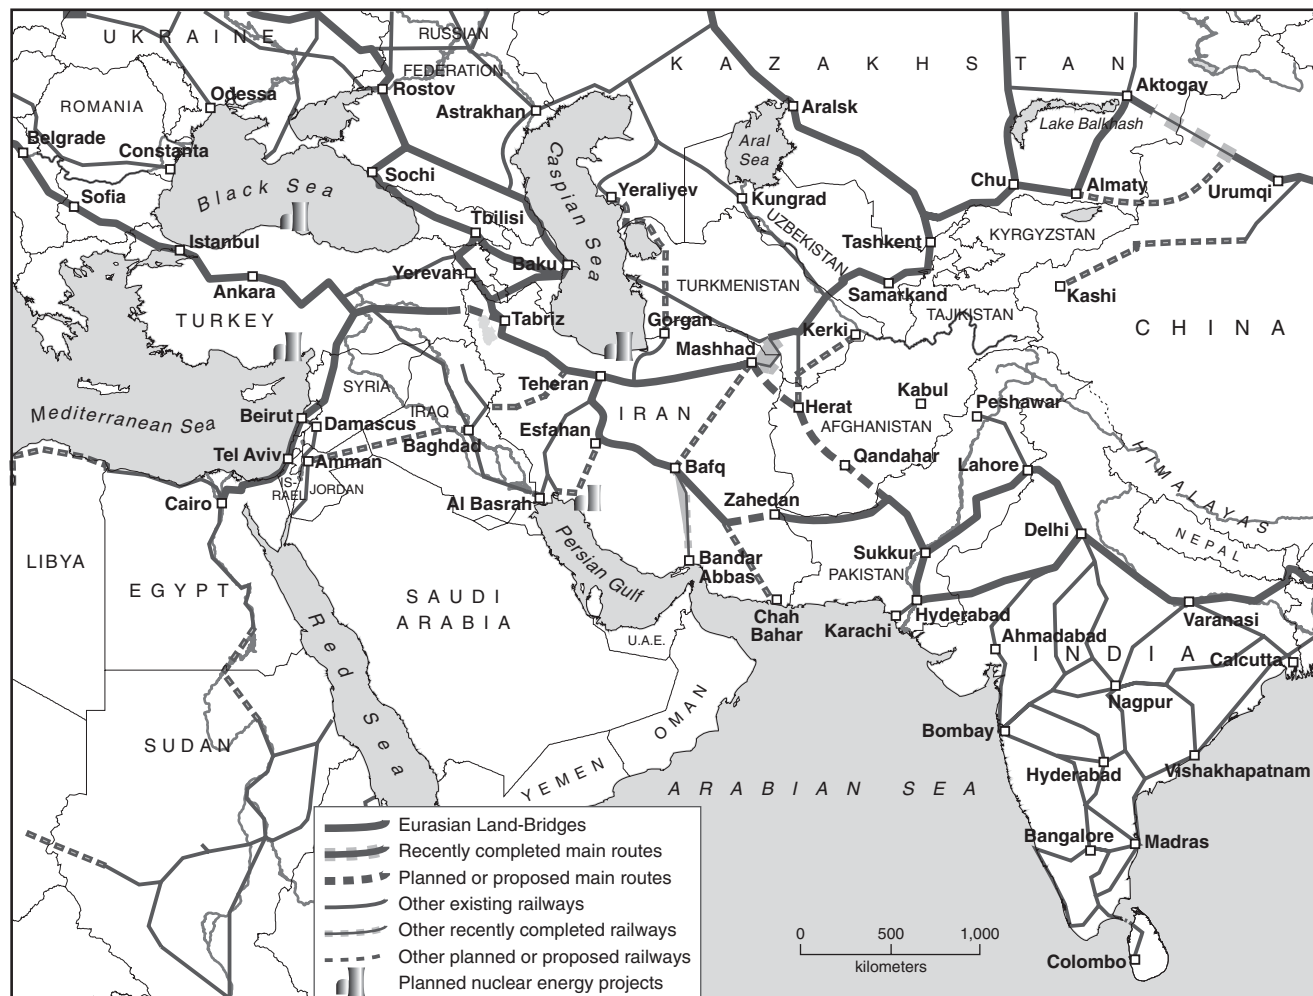 UKRAINE
RUSSIAN
FEDERATION
KAZAKHSTAN
ROMANIA
Odessa
Rostov
Astrakhan
Aralsk
Aktogay
Lake Balkhash
Belgrade
Constanta
Aral
Sea
Caspian Sea
Sochi
Black Sea
Yeraliyev
Kungrad
Chu
Almaty
Urumqi
Sofia
Tbilisi
UZBEKISTAN
Istanbul
Tashkent
KYRGYZSTAN
Yerevan
Baku
Ankara
TURKMENISTAN
Samarkand
Kashi
TURKEY
Tabriz
Gorgan
Kerki
TAJIKISTAN
CHINA
Mashhad
SYRIA
Teheran
Kabul
Mediterranean Sea
Beirut
IRAQ
IRAN
Herat
Peshawar
Damascus
Esfahan
AFGHANISTAN
Baghdad
HIMALAYAS
Tel Aviv
Amman
Bafq
Qandahar
Lahore
IS-
RAEL
JORDAN
Cairo
Al Basrah
Zahedan
Delhi
NEPAL
LIBYA
Persian Gulf
Bandar
Abbas
Sukkur
PAKISTAN
EGYPT
SAUDI
ARABIA
Chah
Bahar
Karachi
Hyderabad
Varanasi
U.A.E.
Ahmadabad
INDIA
Calcutta
Red Sea
OMAN
Nagpur
Bombay
SUDAN
YEMEN
Hyderabad
Vishakhapatnam
ARABIAN SEA
Bangalore
Madras
Colombo
Eurasian Land-Bridges
Recently completed main routes
Planned or proposed main routes
Other existing railways
Other recently completed railways
Other planned or proposed railways
Planned nuclear energy projects
0 500 1,000
kilometers